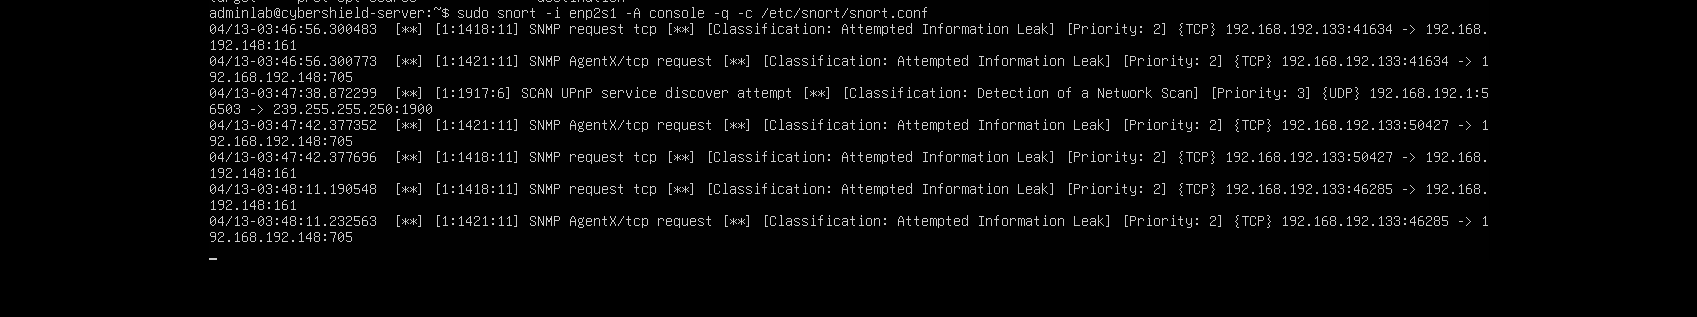 adminlab@cybershield-server:~$ sudo snort -i enp2s1 -A console -q -c /etc/snort/snort.conf
04/13-03:46:56.300483  [**] [1:1418:11] SNMP request tcp [**] [Classification: Attempted Information Leak] [Priority: 2] {TCP} 192.168.192.133:41634 -> 192.168.
192.148:161
04/13-03:46:56.300773  [**] [1:1421:11] SNMP AgentX/tcp request [**] [Classification: Attempted Information Leak] [Priority: 2] {TCP} 192.168.192.133:41634 -> 1
92.168.192.148:705
04/13-03:47:38.872299  [**] [1:1917:6] SCAN UPnP service discover attempt [**] [Classification: Detection of a Network Scan] [Priority: 3] {UDP} 192.168.192.1:5
6503 -> 239.255.255.250:1900
04/13-03:47:42.377352  [**] [1:1421:11] SNMP AgentX/tcp request [**] [Classification: Attempted Information Leak] [Priority: 2] {TCP} 192.168.192.133:50427 -> 1
92.168.192.148:705
04/13-03:47:42.377696  [**] [1:1418:11] SNMP request tcp [**] [Classification: Attempted Information Leak] [Priority: 2] {TCP} 192.168.192.133:50427 -> 192.168.
192.148:161
04/13-03:48:11.190548  [**] [1:1418:11] SNMP request tcp [**] [Classification: Attempted Information Leak] [Priority: 2] {TCP} 192.168.192.133:46285 -> 192.168.
192.148:161
04/13-03:48:11.232563  [**] [1:1421:11] SNMP AgentX/tcp request [**] [Classification: Attempted Information Leak] [Priority: 2] {TCP} 192.168.192.133:46285 -> 1
92.168.192.148:705